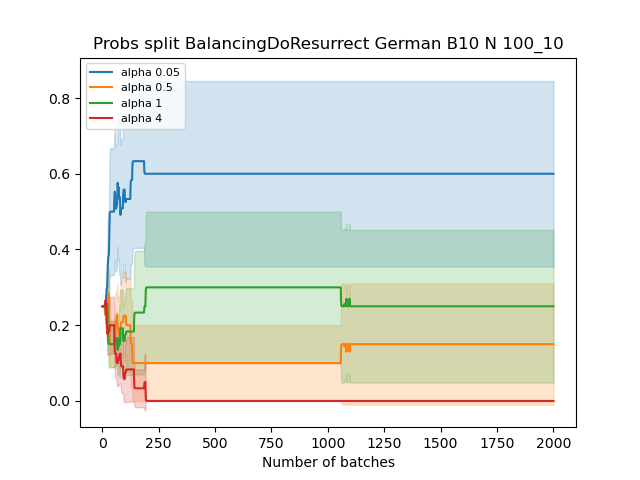 Probs split BalancingDoResurrect German B10 N 100_10
alpha 0.05
alpha 0.5
alpha 1
alpha 4
0.8
0.6
0.4
0.2
0.0
0 250 500 750 1000 1250 1500 1750 2000
Number of batches